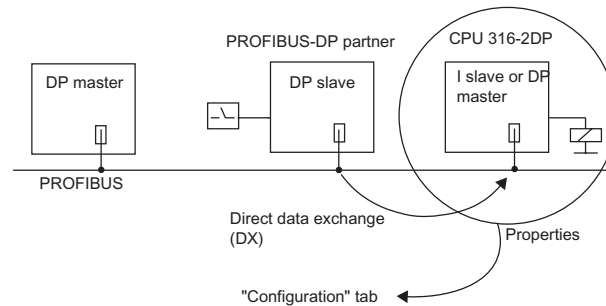 PROFIBUS-DP partner
CPU 316-2DP
DP master
DP slave
I slave or DP
master
PROFIBUS
Direct data exchange
(DX)
Properties
"Configuration" tab